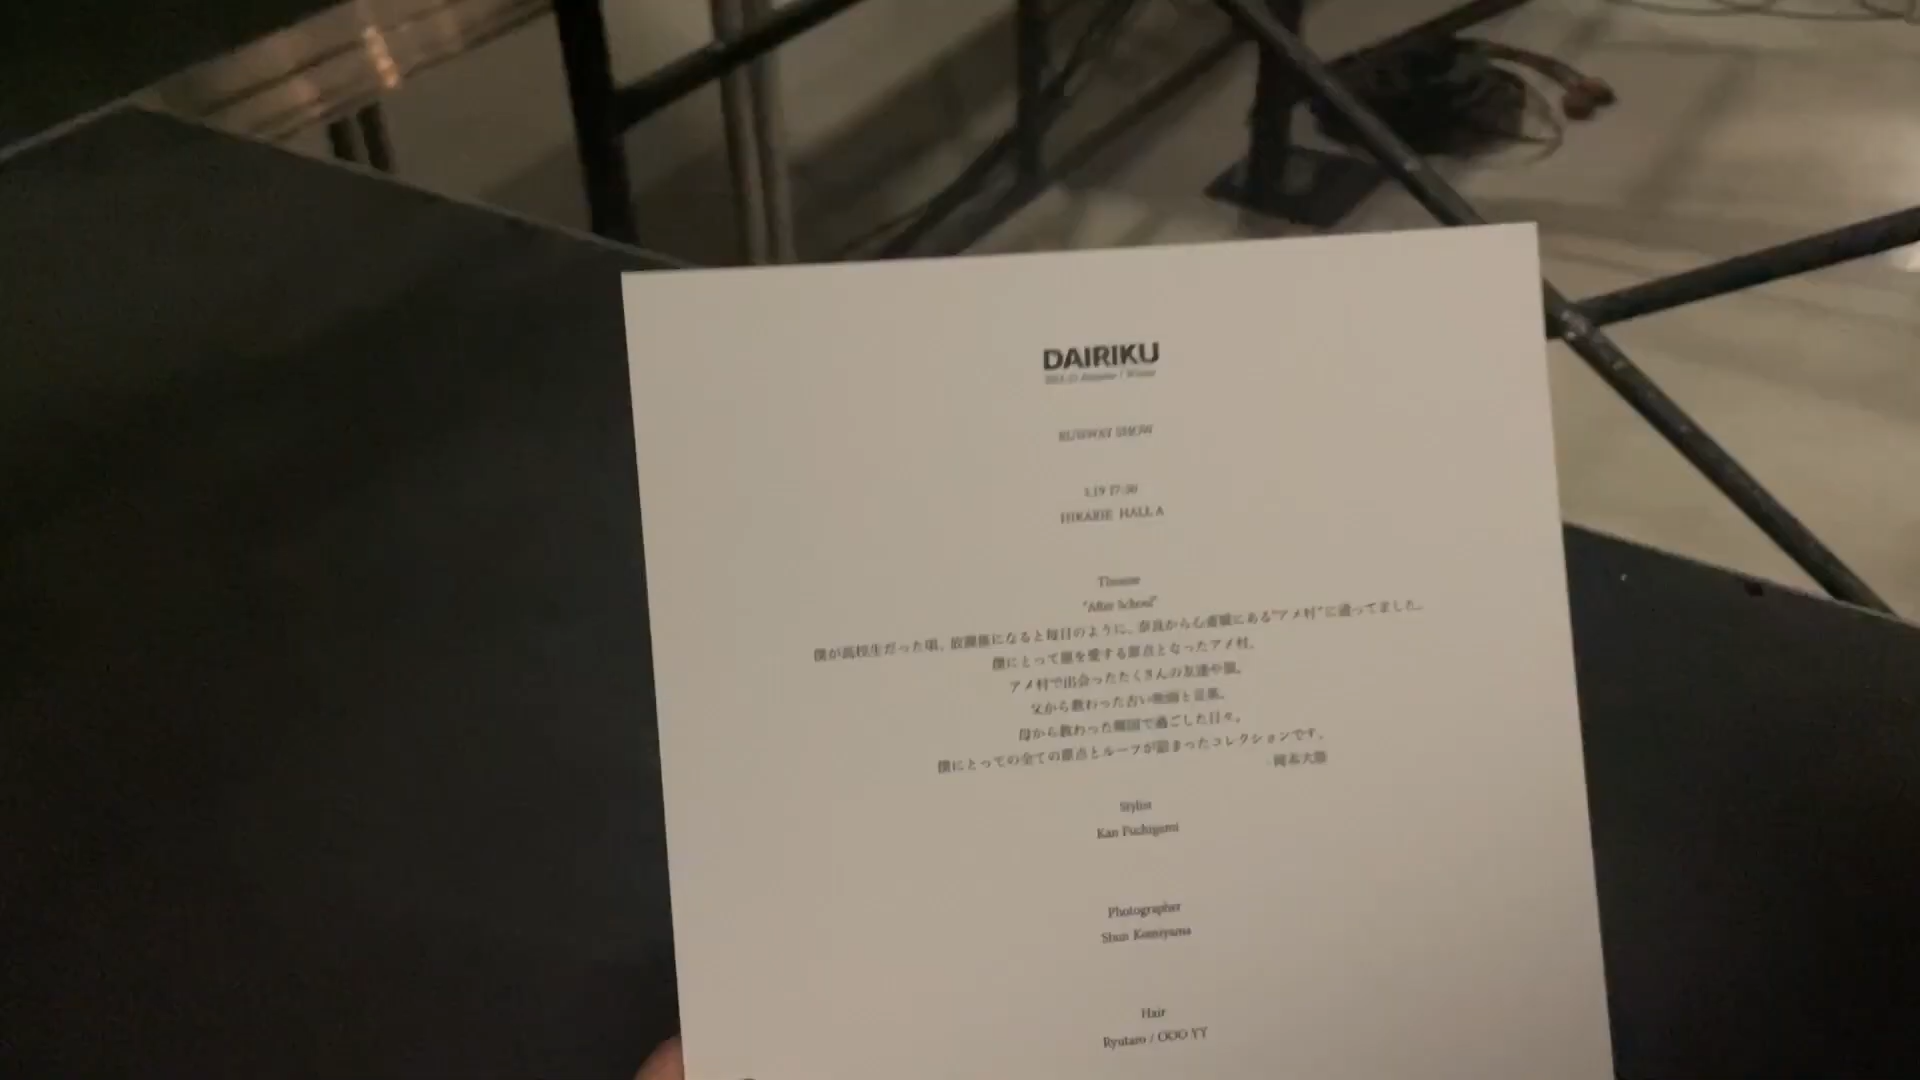 DAIRIKU
Autumn / Winter
RUNWAY SHOW
HIKARIE HALL A
Theme
"After School"
僕が高校生だった頃、放課後になると毎日のように、奈良から心斎橋にある"アメ村"に通ってました。
僕にとって服を愛する原点となったアメ村。
アメ村で出会ったたくさんの友達や服。
父から教わった古い映画と音楽。
母から教わった韓国で過ごした日々。
僕にとっての全ての原点とルーツが詰まったコレクションです。
- 岡本大陸
Stylist
Kan Fuchigami
Photographer
Shun Komiyama
Hair
Ryutaro / OOO YY